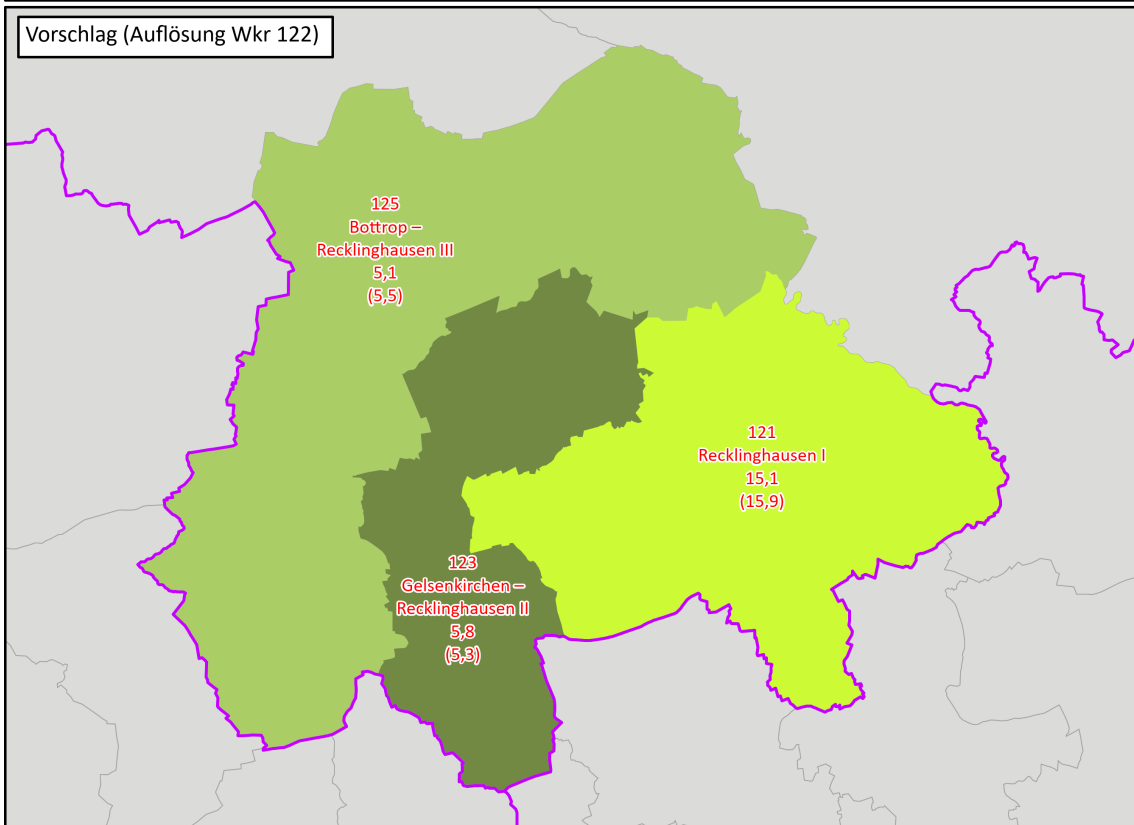 Vorschlag (Auflösung Wkr 122)
125
Bottrop –
Recklinghausen III
5,1
(5,5)
121
Recklinghausen I
15,1
(15,9)
123
Gelsenkirchen –
Recklinghausen II
5,8
(5,3)